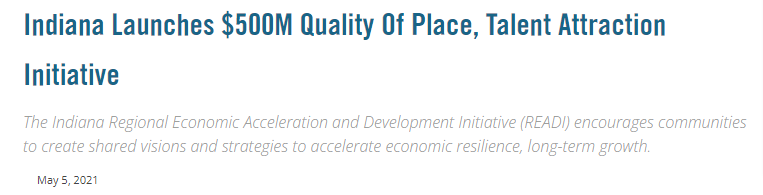 Indiana Launches $500M Quality Of Place, Talent Attraction
Initiative
The Indiana Regional Economic Acceleration and Development Initiative (READI) encourages communities
to create shared visions and strategies to accelerate economic resilience, long-term growth.
May 5, 2021